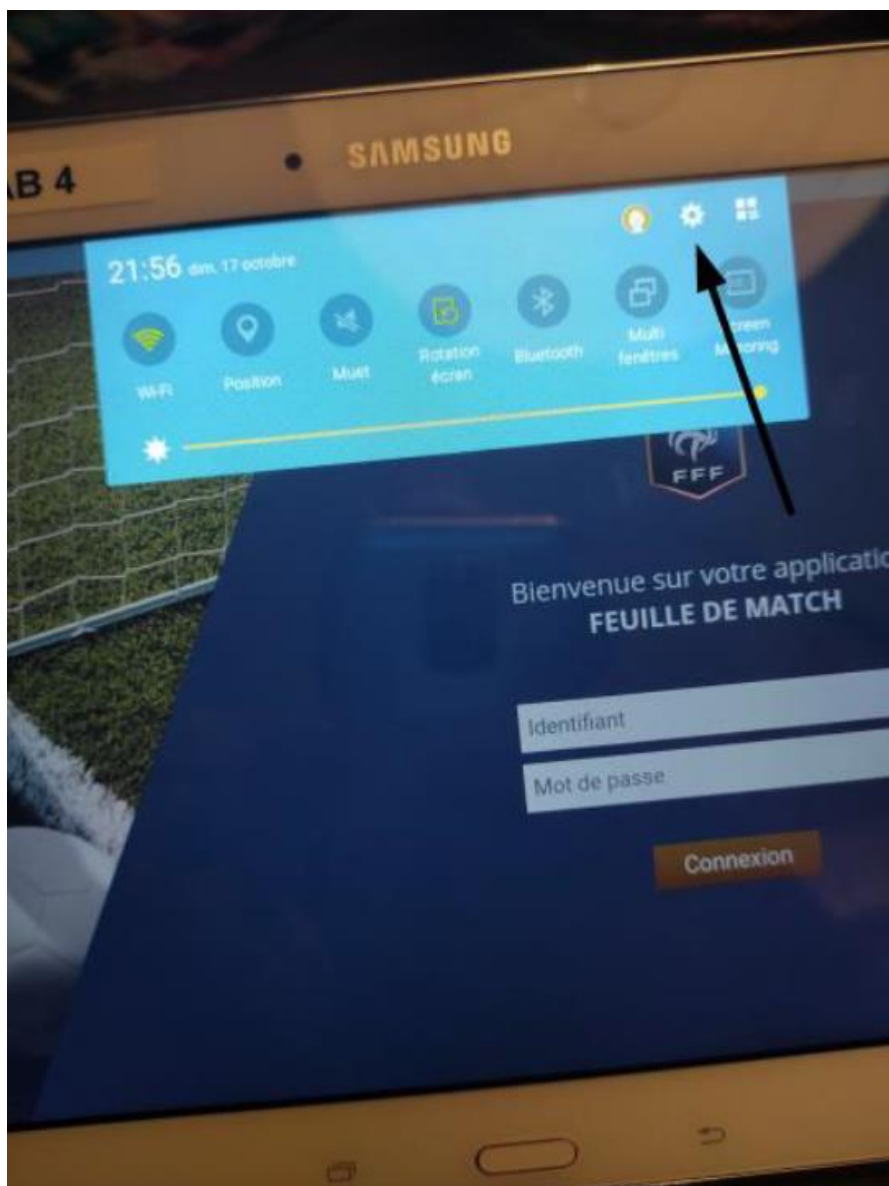 AB 4
SAMSUNG
21:56 dim. 17 octobre
Wi-Fi
Position
Muet
Rotation
écran
Bluetooth
Multi
fenêtres
Screen
Mirroring
FFF
Bienvenue sur votre applicatio
FEUILLE DE MATCH
Identifiant
Mot de passe
Connexion